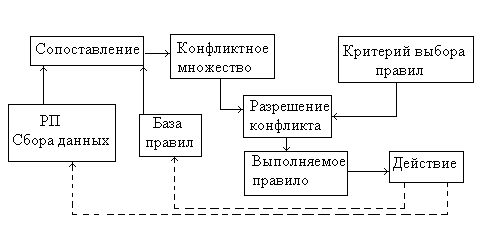 Сопоставление
Конфликтное
множество
Критерий выбора
правил
РП
Сбора данных
База
правил
Разрешение
конфликта
Выполняемое
правило
Действие